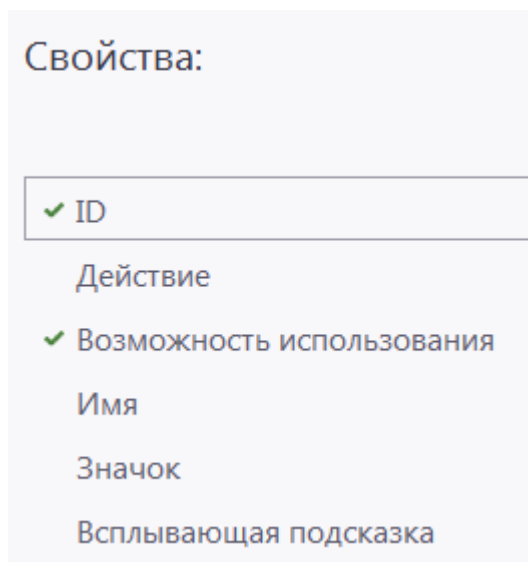 Свойства:
ID
Действие
Возможность использования
Имя
Значок
Всплывающая подсказка